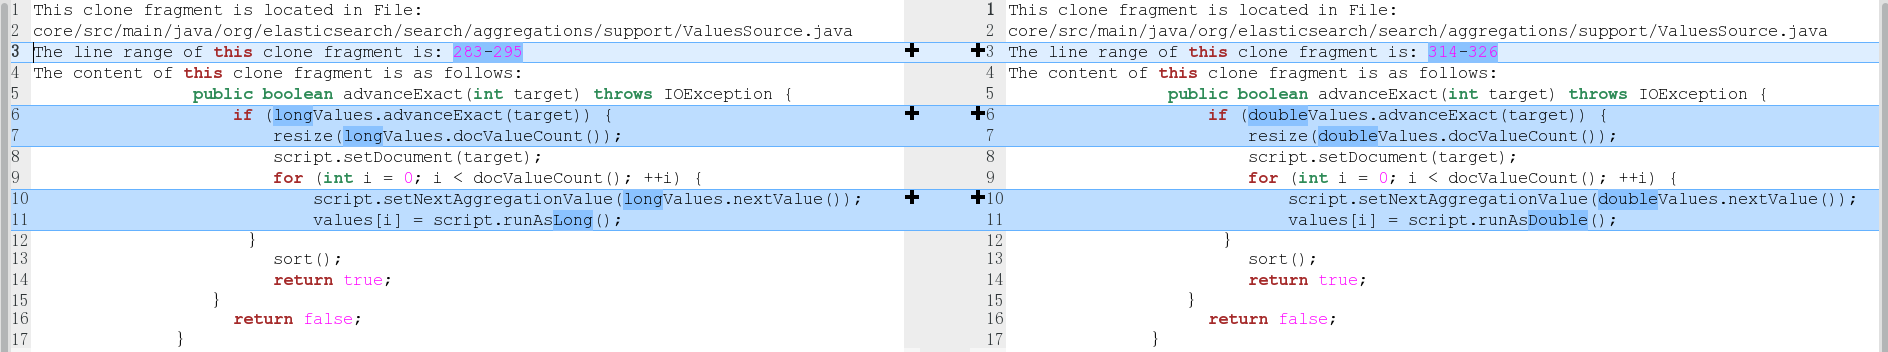 1 This clone fragment is located in File:
2 core/src/main/java/org/elasticsearch/search/aggregations/support/ValuesSource.java
3 The line range of this clone fragment is: 283-295
4 The content of this clone fragment is as follows:
5 public boolean advanceExact(int target) throws IOException {
6 if (longValues.advanceExact(target)) {
7 resize(longValues.docValueCount());
8 script.setDocument(target);
9 for (int i = 0; i < docValueCount(); ++i) {
10 script.setNextAggregationValue(longValues.nextValue());
11 values[i] = script.runAsLong();
12 }
13 sort();
14 return true;
15 }
16 return false;
17 }
1 This clone fragment is located in File:
2 core/src/main/java/org/elasticsearch/search/aggregations/support/ValuesSource.java
3 The line range of this clone fragment is: 314-326
4 The content of this clone fragment is as follows:
5 public boolean advanceExact(int target) throws IOException {
6 if (doubleValues.advanceExact(target)) {
7 resize(doubleValues.docValueCount());
8 script.setDocument(target);
9 for (int i = 0; i < docValueCount(); ++i) {
10 script.setNextAggregationValue(doubleValues.nextValue());
11 values[i] = script.runAsDouble();
12 }
13 sort();
14 return true;
15 }
16 return false;
17 }